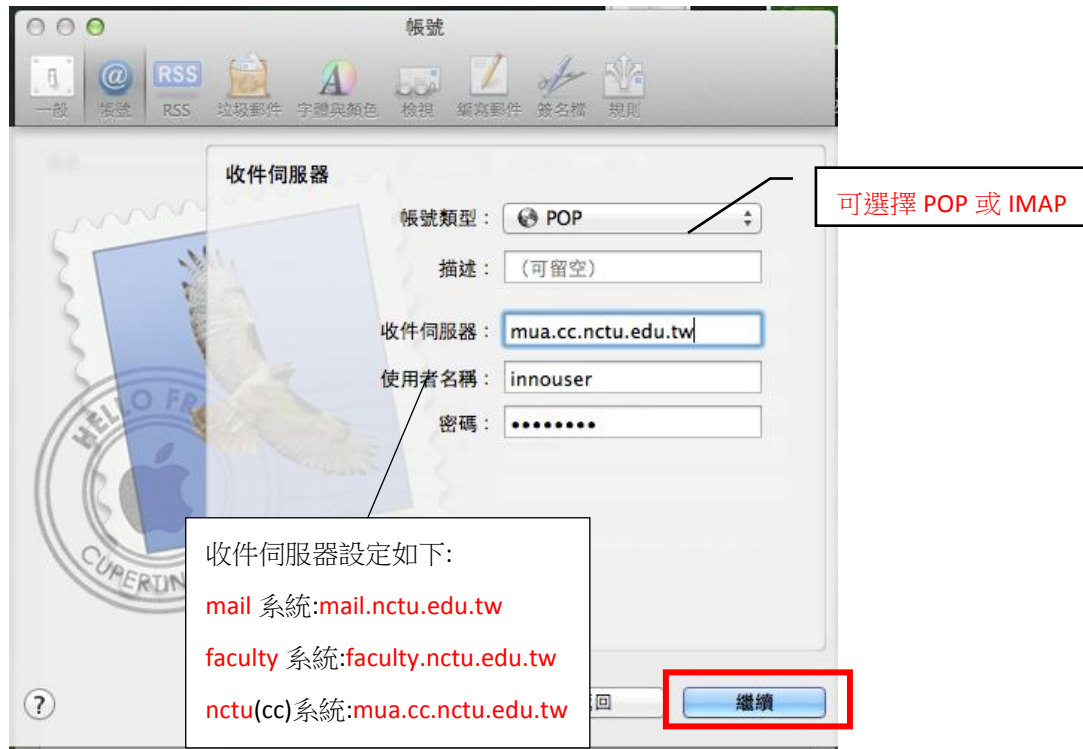 帳號
一般 帳號 RSS 垃圾郵件 字體與顏色 檢視 編寫郵件 簽名檔 規則
RSS
收件伺服器
帳號類型： POP
可選擇 POP 或 IMAP
描述： （可留空）
收件伺服器： mua.cc.nctu.edu.tw
使用者名稱： innouser
密碼： ••••••••
HELLO FR
CUPERTIN
收件伺服器設定如下:
mail 系統:mail.nctu.edu.tw
faculty 系統:faculty.nctu.edu.tw
nctu(cc)系統:mua.cc.nctu.edu.tw
?
回
繼續